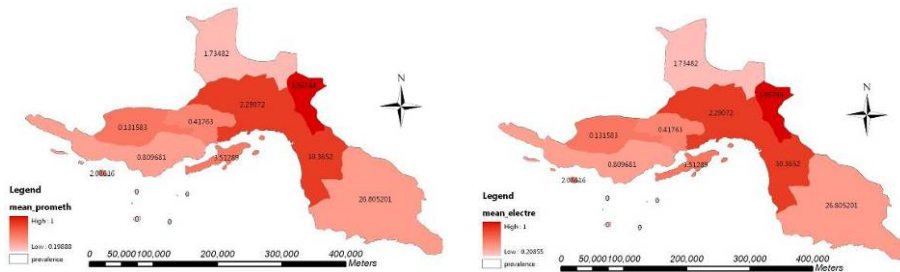 1.73482
2.29072
0.41763
0.131583
0.809681
10.3652
3.51289
2.08616
26.805201
0
0
0
0
N
Legend
mean_prometh
High : 1
Low : 0.19888
prevalence
0 50,000 100,000 200,000 300,000 400,000
Meters
1.73482
2.29072
0.41763
0.131583
0.809681
10.3652
3.51289
2.08616
26.805201
0
0
0
0
N
Legend
mean_electre
High : 1
Low : 0.20855
prevalence
0 50,000 100,000 200,000 300,000 400,000
Meters